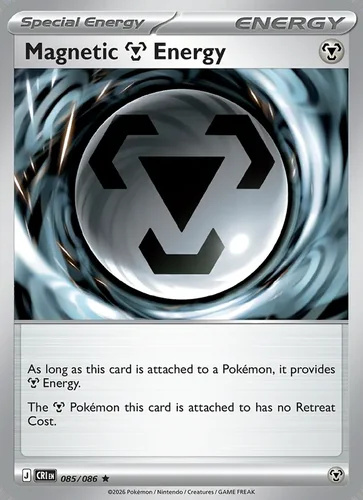 Special Energy ENERGY
Magnetic Energy
As long as this card is attached to a Pokémon, it provides
Energy.
The Pokémon this card is attached to has no Retreat
Cost.
J CRI EN 085/086 ★
©2026 Pokémon / Nintendo / Creatures / GAME FREAK